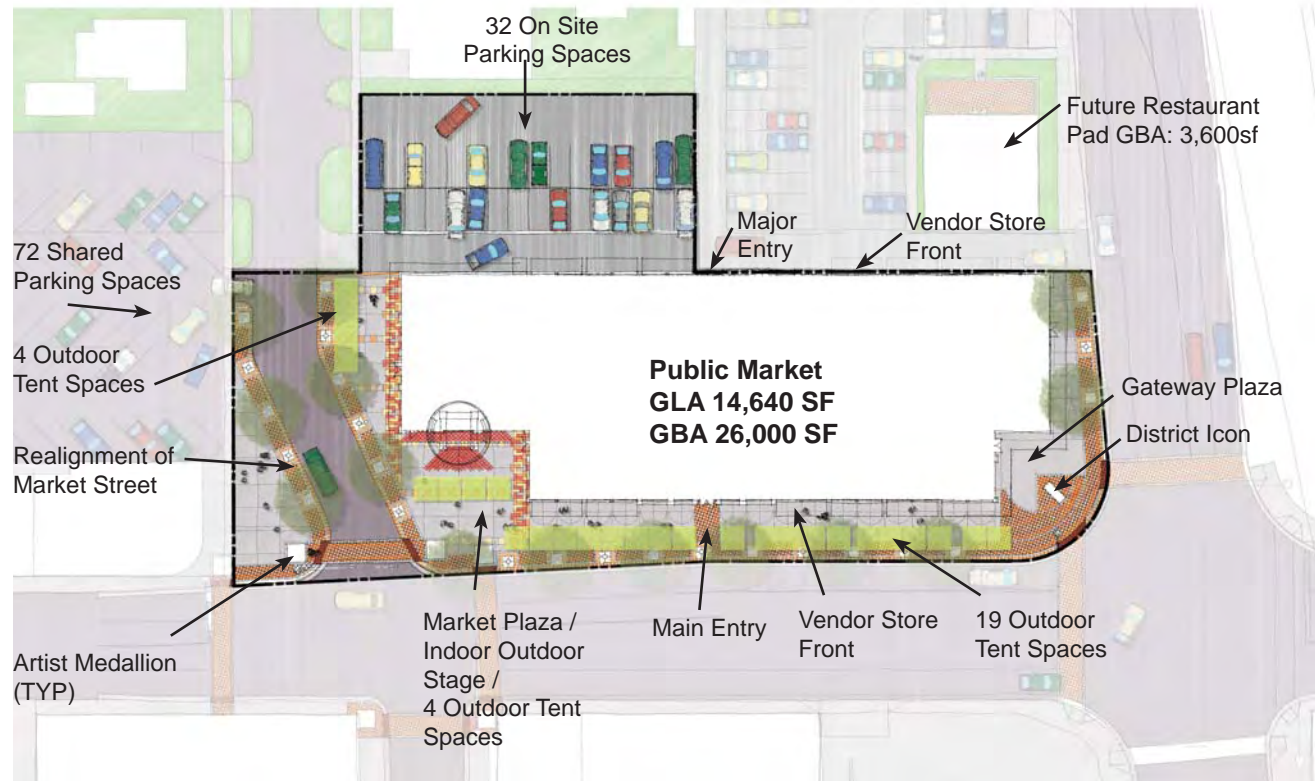 32 On Site
Parking Spaces
Future Restaurant
Pad GBA: 3,600sf
Major
Entry
Vendor Store
Front
72 Shared
Parking Spaces
4 Outdoor
Tent Spaces
Public Market
GLA 14,640 SF
GBA 26,000 SF
Gateway Plaza
District Icon
Realignment of
Market Street
Artist Medallion
(TYP)
Market Plaza /
Indoor Outdoor
Stage /
4 Outdoor Tent
Spaces
Main Entry
Vendor Store
Front
19 Outdoor
Tent Spaces